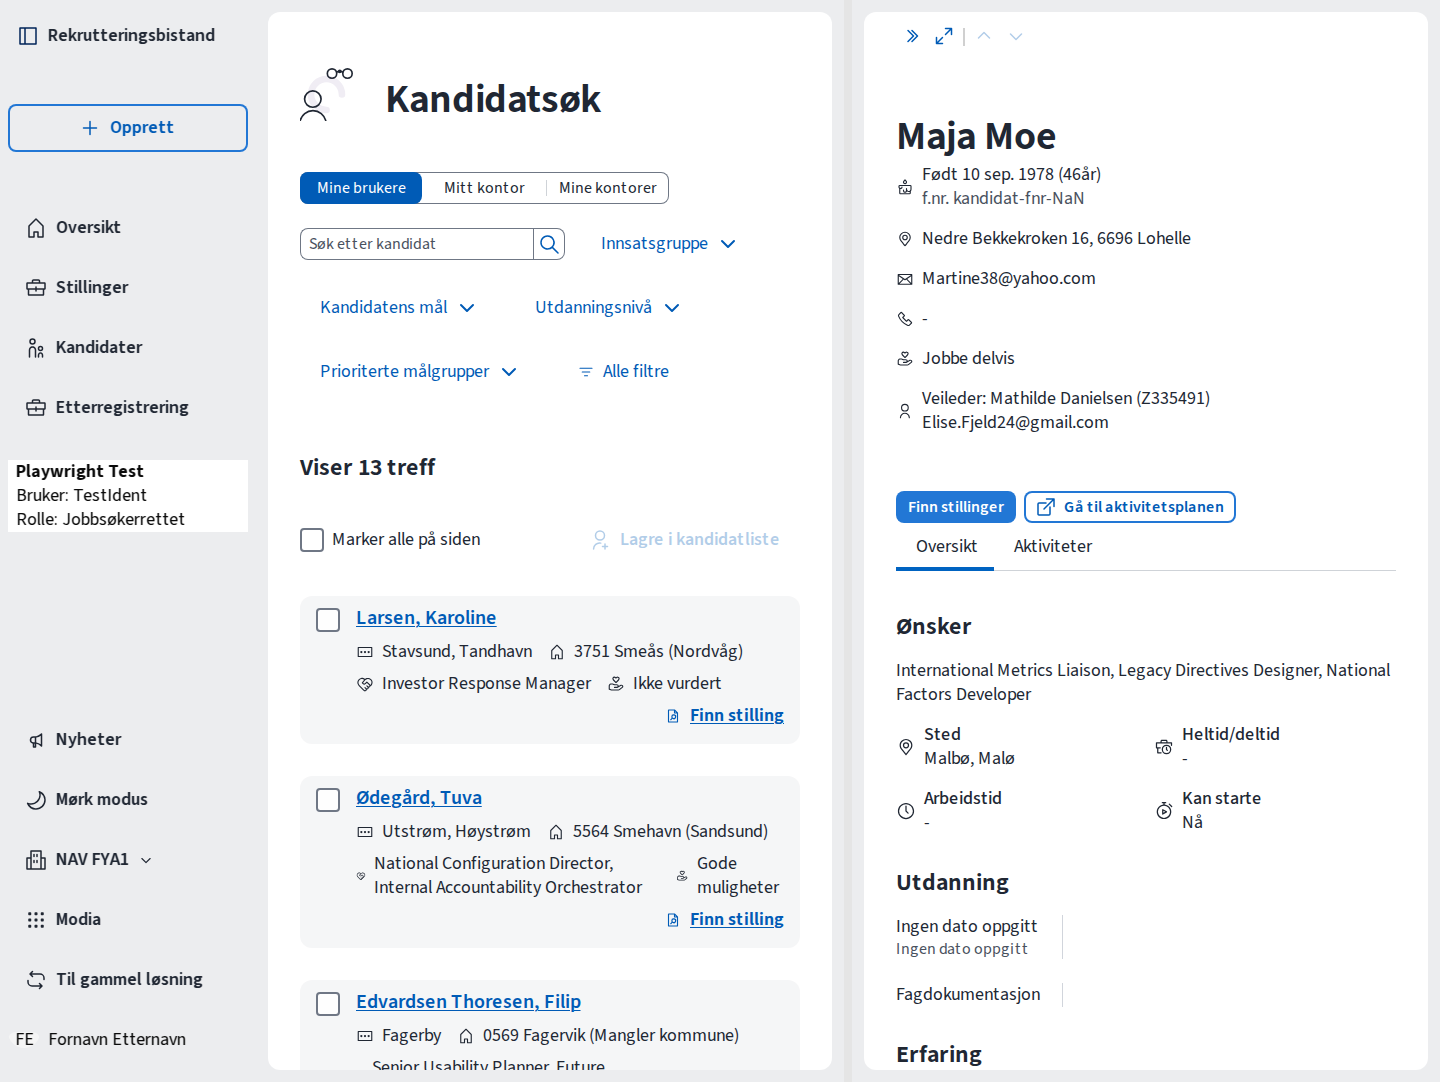 Rekrutteringsbistand
Opprett
Oversikt
Stillinger
Kandidater
Etterregistrering
Playwright Test
Bruker: TestIdent
Rolle: Jobbsøkerrettet
Nyheter
Mørk modus
NAV FYA1
Modia
Til gammel løsning
FE Fornavn Etternavn
Kandidatsøk
Mine brukere Mitt kontor Mine kontorer
Søk etter kandidat Innsatsgruppe
Kandidatens mål Utdanningsnivå
Prioriterte målgrupper Alle filtre
Viser 13 treff
Marker alle på siden Lagre i kandidatliste
Larsen, Karoline
Stavsund, Tandhavn 3751 Smeås (Nordvåg)
Investor Response Manager Ikke vurdert
Finn stilling
Ødegård, Tuva
Utstrøm, Høystrøm 5564 Smehavn (Sandsund)
National Configuration Director, Gode
Internal Accountability Orchestrator muligheter
Finn stilling
Edvardsen Thoresen, Filip
Fagerby 0569 Fagervik (Mangler kommune)
Senior Usability Planner, Future
Maja Moe
Født 10 sep. 1978 (46år)
f.nr. kandidat-fnr-NaN
Nedre Bekkekroken 16, 6696 Lohelle
Martine38@yahoo.com
-
Jobbe delvis
Veileder: Mathilde Danielsen (Z335491)
Elise.Fjeld24@gmail.com
Finn stillinger Gå til aktivitetsplanen
Oversikt Aktiviteter
Ønsker
International Metrics Liaison, Legacy Directives Designer, National
Factors Developer
Sted Heltid/deltid
Malbø, Malø -
Arbeidstid Kan starte
- Nå
Utdanning
Ingen dato oppgitt
Ingen dato oppgitt
Fagdokumentasjon
Erfaring